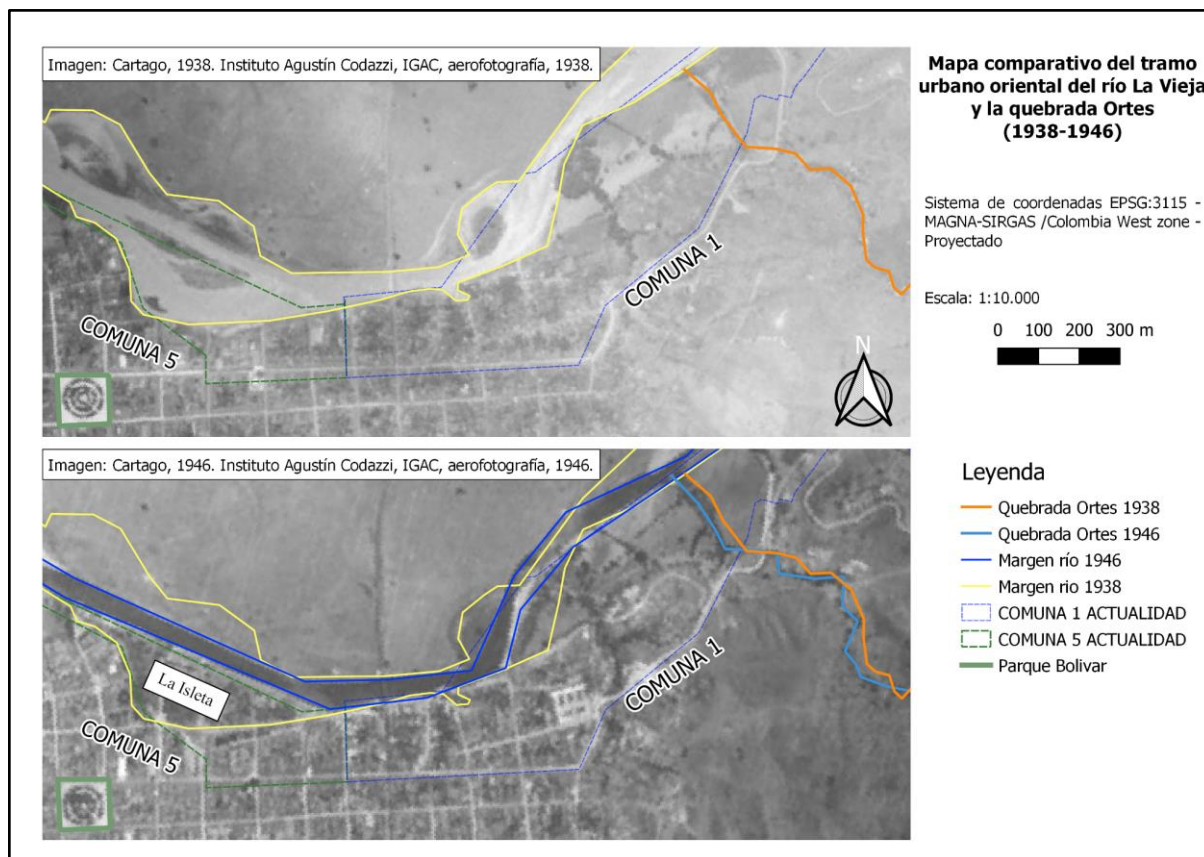 Imagen: Cartago, 1938. Instituto Agustín Codazzi, IGAC, aerofotografía, 1938.
COMUNA 1
COMUNA 5
N
Imagen: Cartago, 1946. Instituto Agustín Codazzi, IGAC, aerofotografía, 1946.
La Isleta
COMUNA 1
COMUNA 5
Mapa comparativo del tramo
urbano oriental del río La Vieja
y la quebrada Ortes
(1938-1946)
Sistema de coordenadas EPSG:3115 -
MAGNA-SIRGAS /Colombia West zone -
Proyectado
Escala: 1:10.000
0 100 200 300 m
Leyenda
Quebrada Ortes 1938
Quebrada Ortes 1946
Margen río 1946
Margen rio 1938
COMUNA 1 ACTUALIDAD
COMUNA 5 ACTUALIDAD
Parque Bolivar